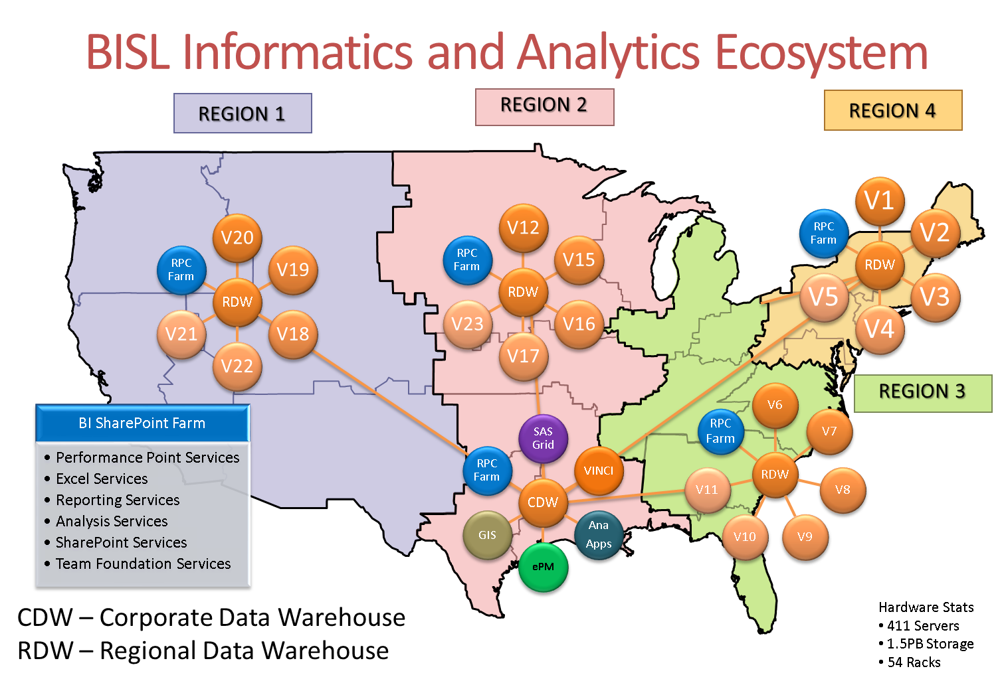 BISL Informatics and Analytics Ecosystem
REGION 1
REGION 2
REGION 4
V20
RPC
Farm
V19
RDW
V21
V18
V22
V12
RPC
Farm
V15
RDW
V23
V16
V17
V1
RPC
Farm
V2
RDW
V5
V3
V4
REGION 3
V6
RPC
Farm
V7
RDW
V11
V8
V10
V9
SAS
Grid
RPC
Farm
VINCI
CDW
GIS
Ana
Apps
ePM
BI SharePoint Farm
• Performance Point Services
• Excel Services
• Reporting Services
• Analysis Services
• SharePoint Services
• Team Foundation Services
CDW – Corporate Data Warehouse
RDW – Regional Data Warehouse
Hardware Stats
• 411 Servers
• 1.5PB Storage
• 54 Racks